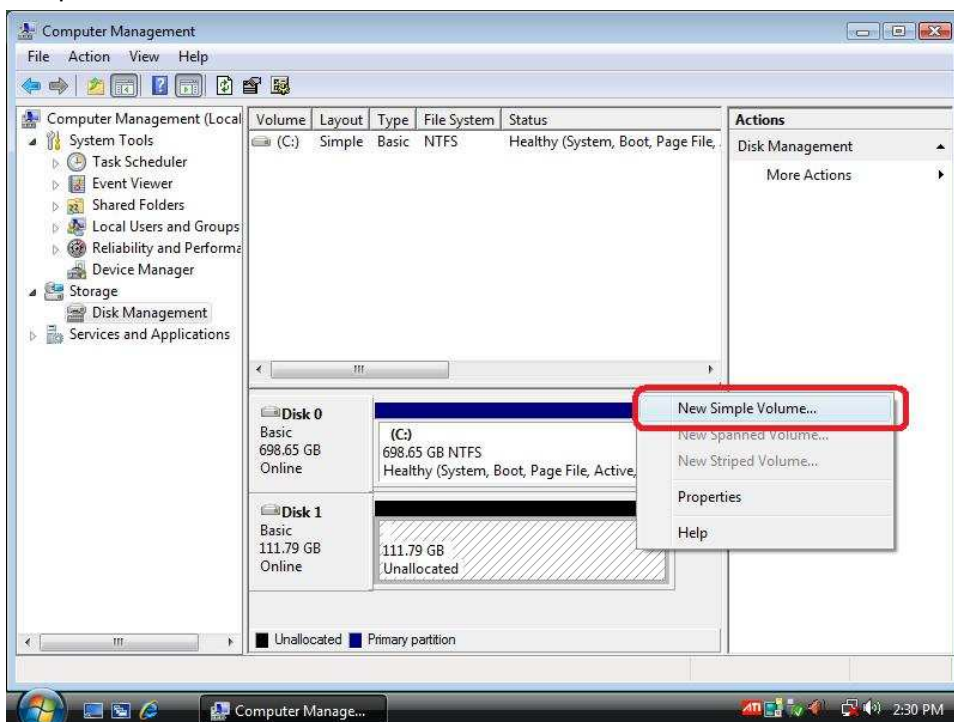 Computer Management
File Action View Help
Computer Management (Local
System Tools
Task Scheduler
Event Viewer
Shared Folders
Local Users and Groups
Reliability and Performa
Device Manager
Storage
Disk Management
Services and Applications
Volume Layout Type File System Status
(C:) Simple Basic NTFS Healthy (System, Boot, Page File,
Actions
Disk Management
More Actions
Disk 0
Basic
698.65 GB
Online
(C:)
698.65 GB NTFS
Healthy (System, Boot, Page File, Active,
Disk 1
Basic
111.79 GB
Online
111.79 GB
Unallocated
New Simple Volume...
New Spanned Volume...
New Striped Volume...
Properties
Help
Unallocated Primary partition
Computer Manage...
ATI
2:30 PM